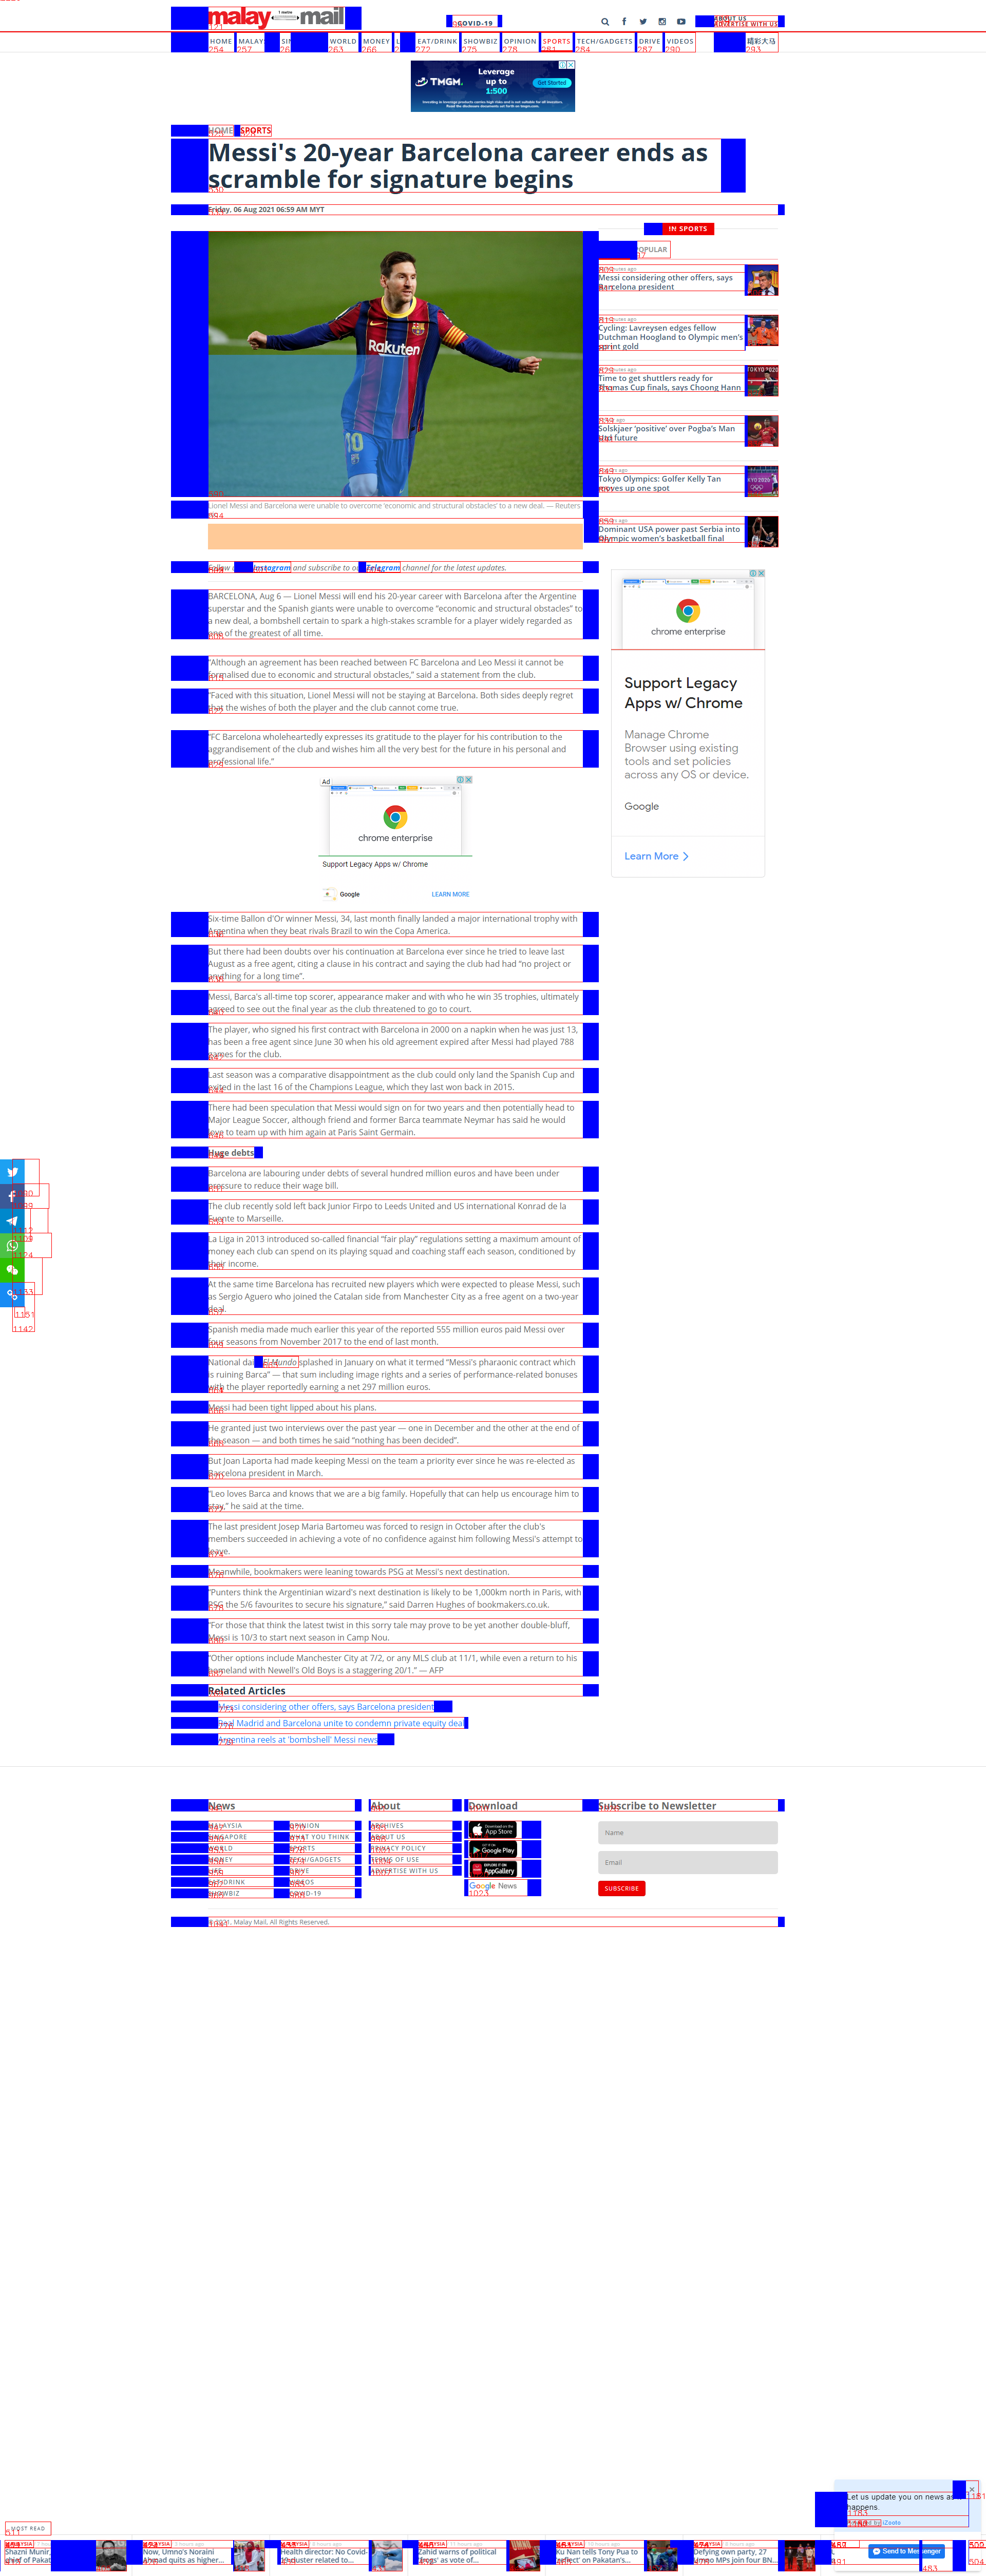 malay mail
COVID-19
ABOUT US
ADVERTISE WITH US
HOME
WORLD
MONEY
EAT/DRINK
SHOWBIZ
OPINION
SPORTS
TECH/GADGETS
DRIVE
VIDEOS
精彩大马
TMGM
Leverage
up to
1:500
Get Started
HOME SPORTS
Messi's 20-year Barcelona career ends as
scramble for signature begins
Friday, 06 Aug 2021 06:59 AM MYT
IN SPORTS
Messi considering other offers, says
Barcelona president
Cycling: Lavreysen edges fellow
Dutchman Hoogland to Olympic men's
sprint gold
Time to get shuttlers ready for
Thomas Cup finals, says Choong Hann
Solskjaer 'positive' over Pogba's Man
future
Tokyo Olympics: Golfer Kelly Tan
moves up one spot
Dominant USA power past Serbia into
Olympic women's basketball final
Lionel Messi and Barcelona were unable to overcome 'economic and structural obstacles' to a new deal. — Reuters
Follow Instagram and subscribe to our Telegram channel for the latest updates.
BARCELONA, Aug 6 — Lionel Messi will end his 20-year career with Barcelona after the Argentine
superstar and the Spanish giants were unable to overcome “economic and structural obstacles” to
a new deal, a bombshell certain to spark a high-stakes scramble for a player widely regarded as
one of the greatest of all time.
“Although an agreement has been reached between FC Barcelona and Leo Messi it cannot be
formalised due to economic and structural obstacles,” said a statement from the club.
“Faced with this situation, Lionel Messi will not be staying at Barcelona. Both sides deeply regret
that the wishes of both the player and the club cannot come true.
“FC Barcelona wholeheartedly expresses its gratitude to the player for his contribution to the
aggrandisement of the club and wishes him all the very best for the future in his personal and
professional life.”
Ad
chrome enterprise
Support Legacy Apps w/ Chrome
Google
LEARN MORE
chrome enterprise
Support Legacy
Apps w/ Chrome
Manage Chrome
Browser using existing
tools and set policies
across any OS or device.
Google
Learn More
Six-time Ballon d'Or winner Messi, 34, last month finally landed a major international trophy with
Argentina when they beat rivals Brazil to win the Copa America.
But there had been doubts over his continuation at Barcelona ever since he tried to leave last
August as a free agent, citing a clause in his contract and saying the club had had “no project or
anything for a long time”.
Messi, Barca's all-time top scorer, appearance maker and with who he win 35 trophies, ultimately
agreed to see out the final year as the club threatened to go to court.
The player, who signed his first contract with Barcelona in 2000 on a napkin when he was just 13,
has been a free agent since June 30 when his old agreement expired after Messi had played 788
games for the club.
Last season was a comparative disappointment as the club could only land the Spanish Cup and
exited in the last 16 of the Champions League, which they last won back in 2015.
There had been speculation that Messi would sign on for two years and then potentially head to
Major League Soccer, although friend and former Barca teammate Neymar has said he would
love to team up with him again at Paris Saint Germain.
Huge debts
Barcelona are labouring under debts of several hundred million euros and have been under
pressure to reduce their wage bill.
The club recently sold left back Junior Firpo to Leeds United and US international Konrad de la
Fuente to Marseille.
La Liga in 2013 introduced so-called financial “fair play” regulations setting a maximum amount of
money each club can spend on its playing squad and coaching staff each season, conditioned by
their income.
At the same time Barcelona has recruited new players which were expected to please Messi, such
as Sergio Aguero who joined the Catalan side from Manchester City as a free agent on a two-year
deal.
Spanish media made much earlier this year of the reported 555 million euros paid Messi over
four seasons from November 2017 to the end of last month.
National daily El Mundo splashed in January on what it termed “Messi's pharaonic contract which
is ruining Barca” — that sum including image rights and a series of performance-related bonuses
with the player reportedly earning a net 297 million euros.
Messi had been tight lipped about his plans.
He granted just two interviews over the past year — one in December and the other at the end of
the season — and both times he said “nothing has been decided”.
But Joan Laporta had made keeping Messi on the team a priority ever since he was re-elected as
Barcelona president in March.
“Leo loves Barca and knows that we are a big family. Hopefully that can help us encourage him to
stay,” he said at the time.
The last president Josep Maria Bartomeu was forced to resign in October after the club's
members succeeded in achieving a vote of no confidence against him following Messi's attempt to
leave.
Meanwhile, bookmakers were leaning towards PSG at Messi's next destination.
“Punters think the Argentinian wizard's next destination is likely to be 1,000km north in Paris, with
PSG the 5/6 favourites to secure his signature,” said Darren Hughes of bookmakers.co.uk.
“For those that think the latest twist in this sorry tale may prove to be yet another double-bluff,
Messi is 10/3 to start next season in Camp Nou.
“Other options include Manchester City at 7/2, or any MLS club at 11/1, while even a return to his
homeland with Newell's Old Boys is a staggering 20/1.” — AFP
Related Articles
Messi considering other offers, says Barcelona president
Real Madrid and Barcelona unite to condemn private equity deal
Argentina reels at 'bombshell' Messi news
News
About
Download
Subscribe to Newsletter
MALAYSIA
SINGAPORE
WORLD
MONEY
EAT/DRINK
SHOWBIZ
OPINION
WHAT YOU THINK
SPORTS
TECH/GADGETS
DRIVE
VIDEOS
COVID-19
ARCHIVES
ABOUT US
PRIVACY POLICY
TERMS OF USE
ADVERTISE WITH US
Download on the App Store
Google Play
EXPLORE IT ON AppGallery
Google News
Name
Email
SUBSCRIBE
© 2021, Malay Mail, All Rights Reserved.
Let us update you on news as it
happens.
iZooto
Send to Messenger
MOST READ
Now, Umno's Noraini
Ahmad quits as higher...
Health director: No Covid-
cluster related to...
Zahid warns of political
'frogs' as vote of...
Ku Nan tells Tony Pua to
'reflect' on Pakatan's...
Defying own party, 27
Umno MPs join four BN...